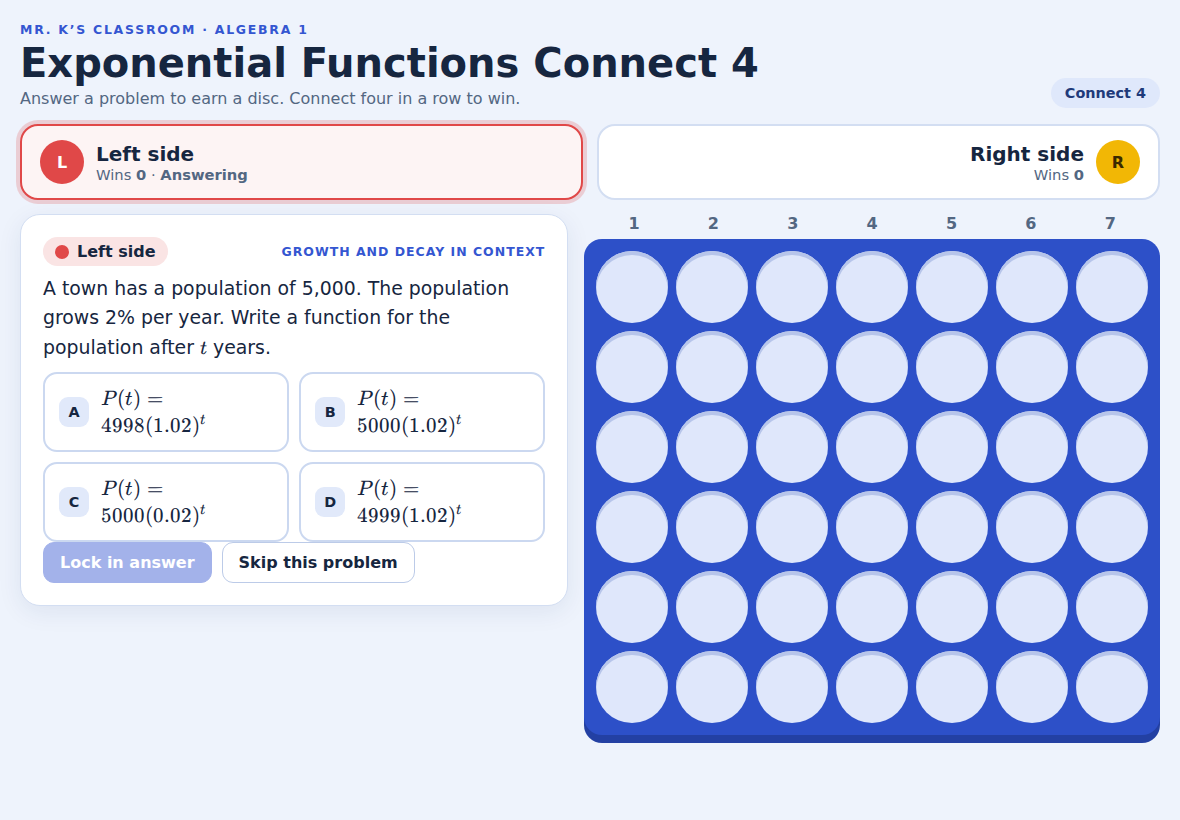 MR. K'S CLASSROOM · ALGEBRA 1
Exponential Functions Connect 4
Answer a problem to earn a disc. Connect four in a row to win.
Connect 4
L
Left side
Wins 0 · Answering
Right side
Wins 0
R
Left side
GROWTH AND DECAY IN CONTEXT
A town has a population of 5,000. The population
grows 2% per year. Write a function for the
population after t years.
A
P(t) =
4998(1.02)^t
B
P(t) =
5000(1.02)^t
C
P(t) =
5000(0.02)^t
D
P(t) =
4999(1.02)^t
Lock in answer
Skip this problem
1 2 3 4 5 6 7